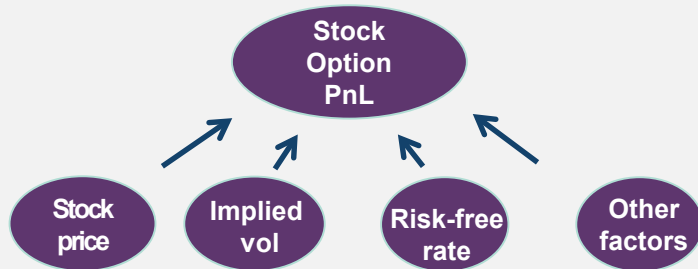 Stock
Option
PnL
Stock
price
Implied
vol
Risk-free
rate
Other
factors